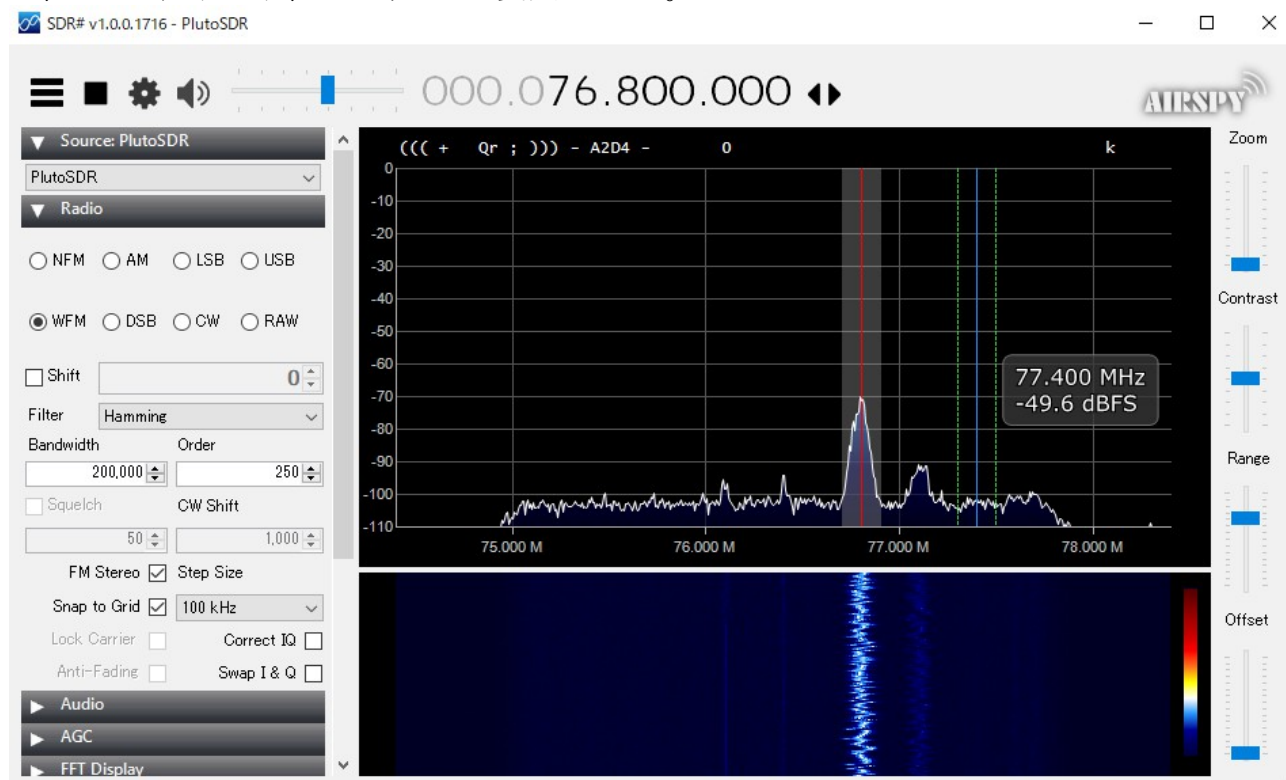 SDR# v1.0.0.1716 - PlutoSDR
000.076.800.000
AIRSPY
Source: PlutoSDR
PlutoSDR
Radio
NFM AM LSB USB
WFM DSB CW RAW
Shift 0
Filter Hamming
Bandwidth Order
200,000 250
Squelch CW Shift
50 1,000
FM Stereo Step Size
Snap to Grid 100 kHz
Lock Carrier Correct IQ
Anti-Fading Swap I & Q
Audio
AGC
FFT Display
((( + Qr ; ))) - A2D4 - O k
0
-10
-20
-30
-40
-50
-60
-70
-80
-90
-100
-110
77.400 MHz
-49.6 dBFS
75.000 M 76.000 M 77.000 M 78.000 M
Zoom
Contrast
Range
Offset